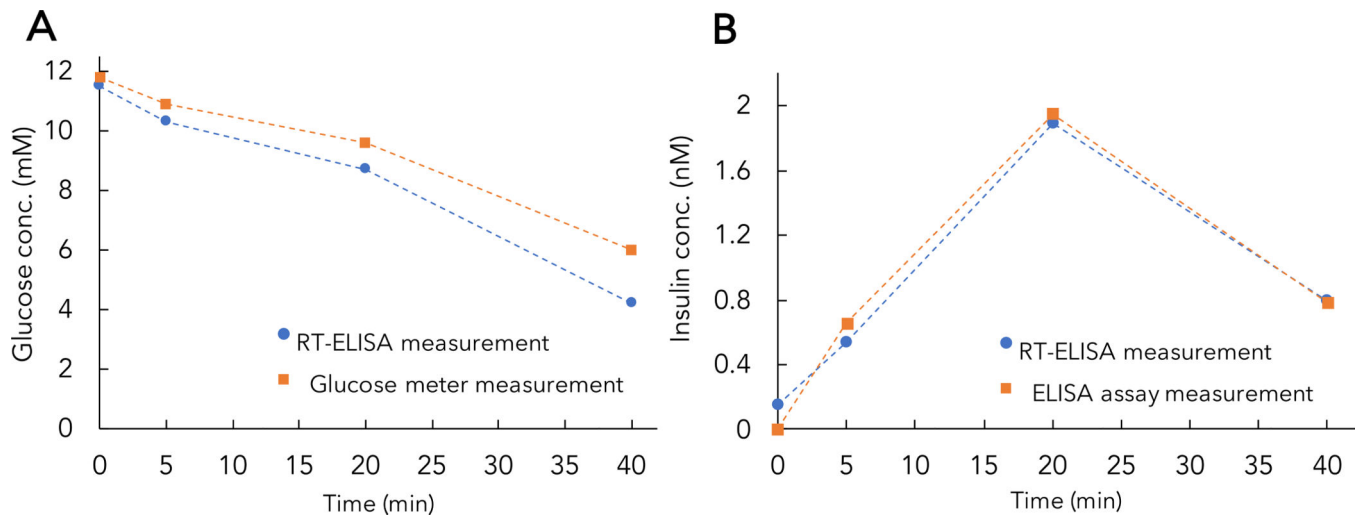 A
Glucose conc. (mM)
12
10
8
6
4
2
0
0 5 10 15 20 25 30 35 40
Time (min)
RT-ELISA measurement
Glucose meter measurement
B
Insulin conc. (nM)
2
1.6
1.2
0.8
0.4
0
0 5 10 15 20 25 30 35 40
Time (min)
RT-ELISA measurement
ELISA assay measurement